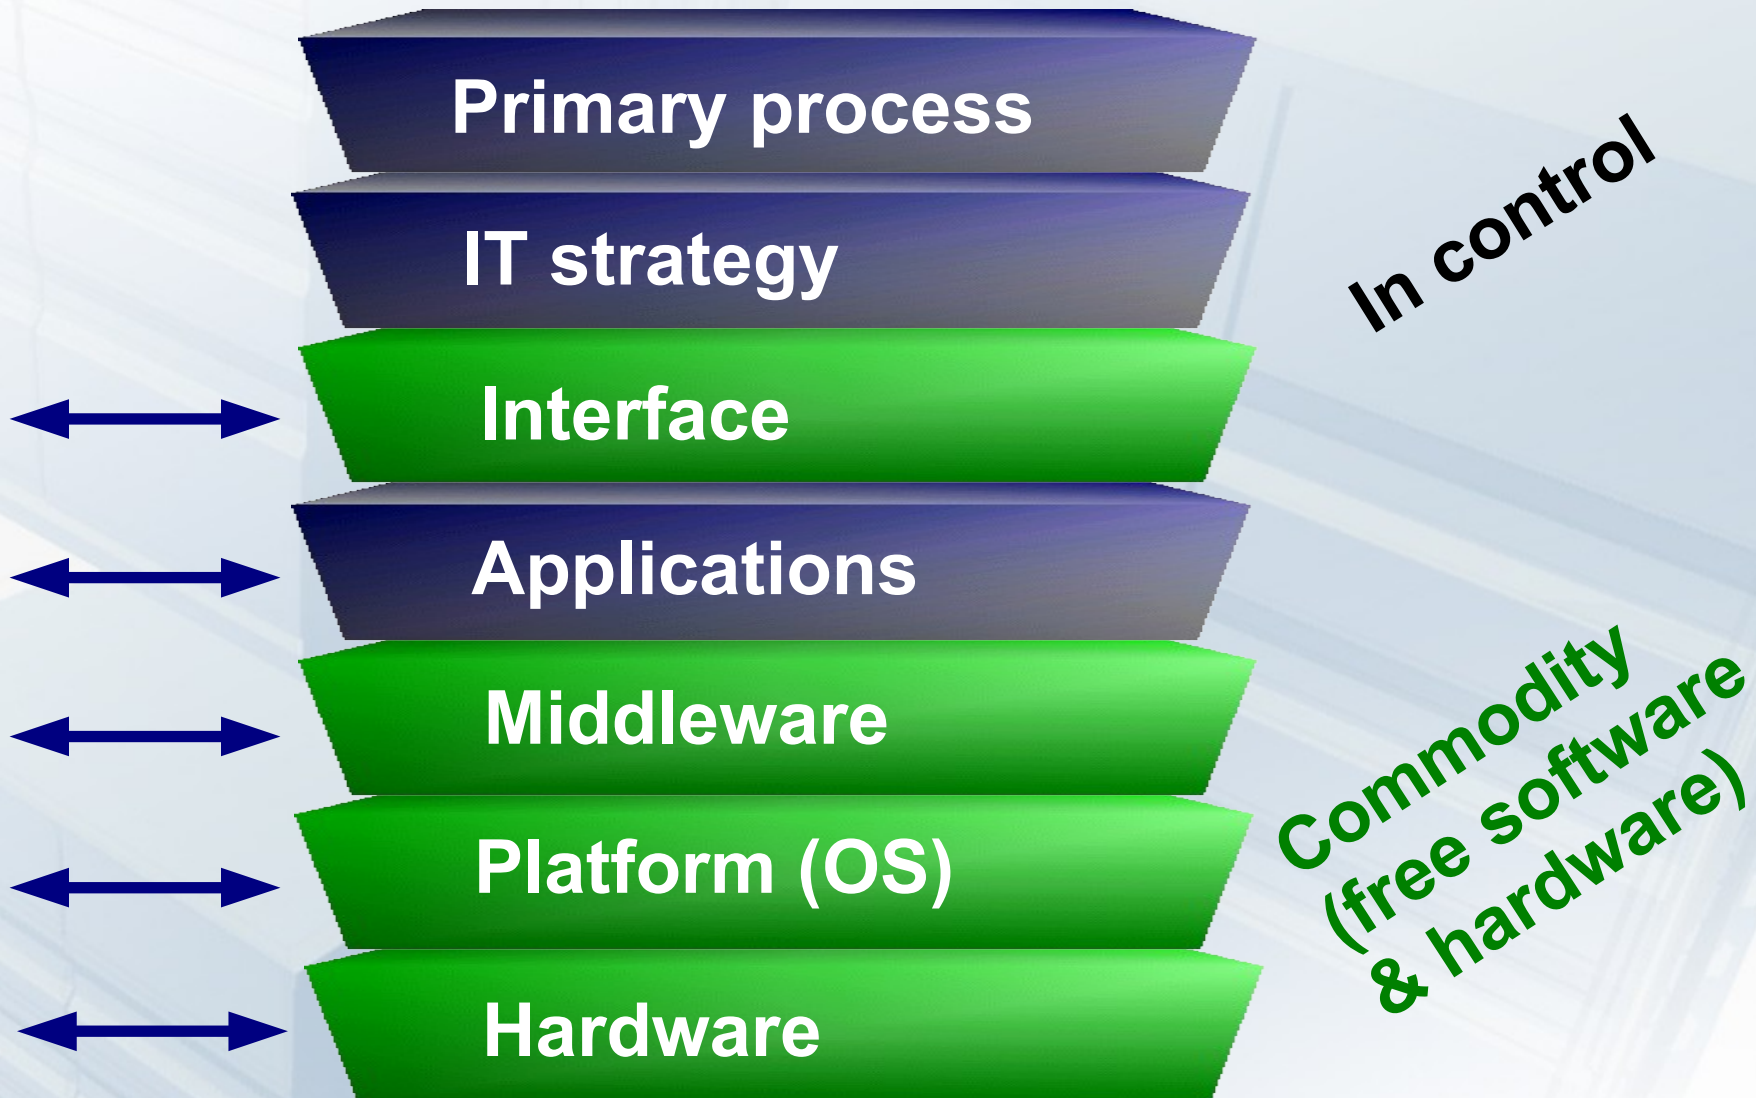 Primary process
IT strategy
Interface
Applications
Middleware
Platform (OS)
Hardware
In control
Commodity
(free software
& hardware)